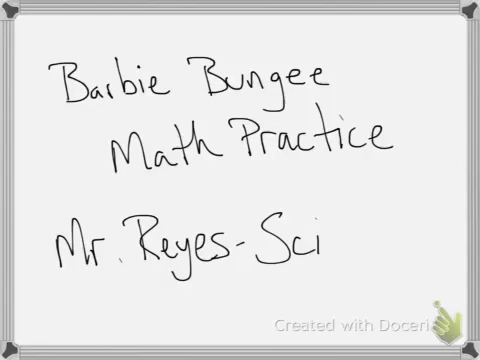 Barbie Bungee
Math Practice
Mr. Reyes-Sci
Created with Doceri